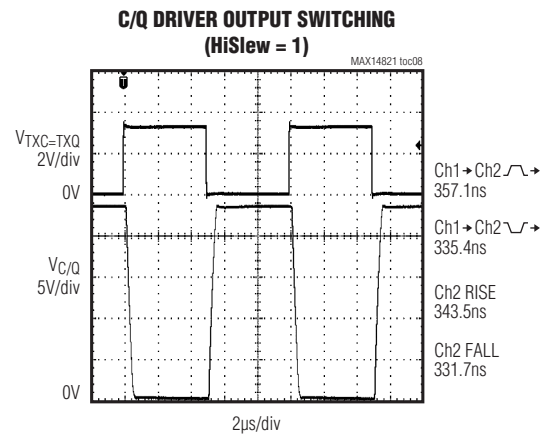 C/Q DRIVER OUTPUT SWITCHING
(HiSlew = 1)
MAX14821 toc08
T
VTXC=TXQ
2V/div
0V
VC/Q
5V/div
0V
2µs/div
Ch1→Ch2
357.1ns
Ch1→Ch2
335.4ns
Ch2 RISE
343.5ns
Ch2 FALL
331.7ns